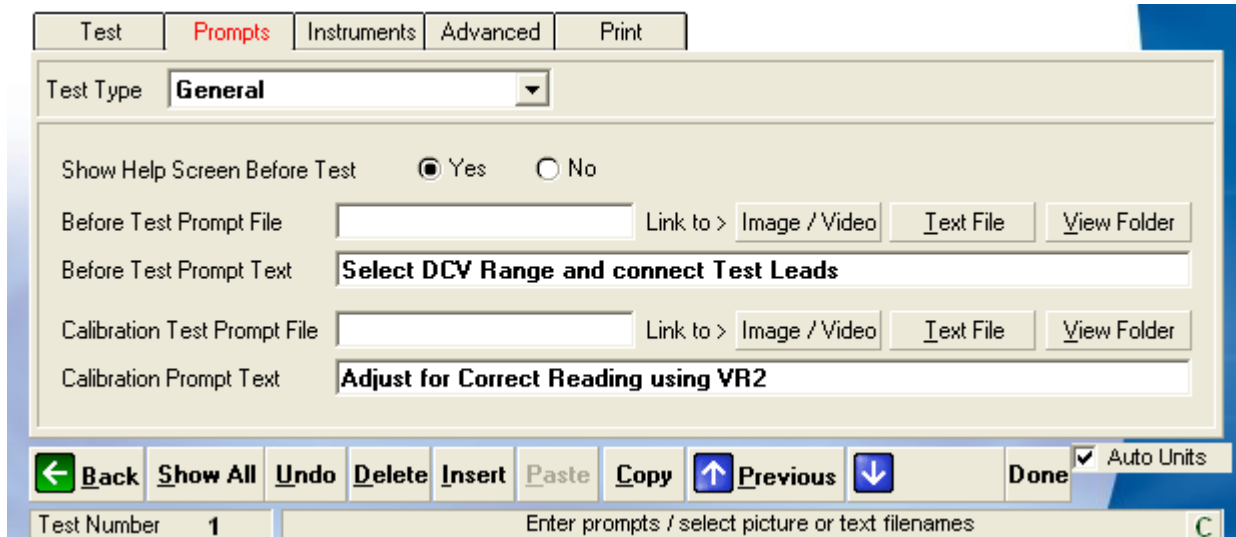 Test Prompts Instruments Advanced Print
Test Type General
Show Help Screen Before Test Yes No
Before Test Prompt File Link to > Image / Video Text File View Folder
Before Test Prompt Text Select DCV Range and connect Test Leads
Calibration Test Prompt File Link to > Image / Video Text File View Folder
Calibration Prompt Text Adjust for Correct Reading using VR2
Back Show All Undo Delete Insert Paste Copy Previous Done Auto Units
Test Number 1 Enter prompts / select picture or text filenames C